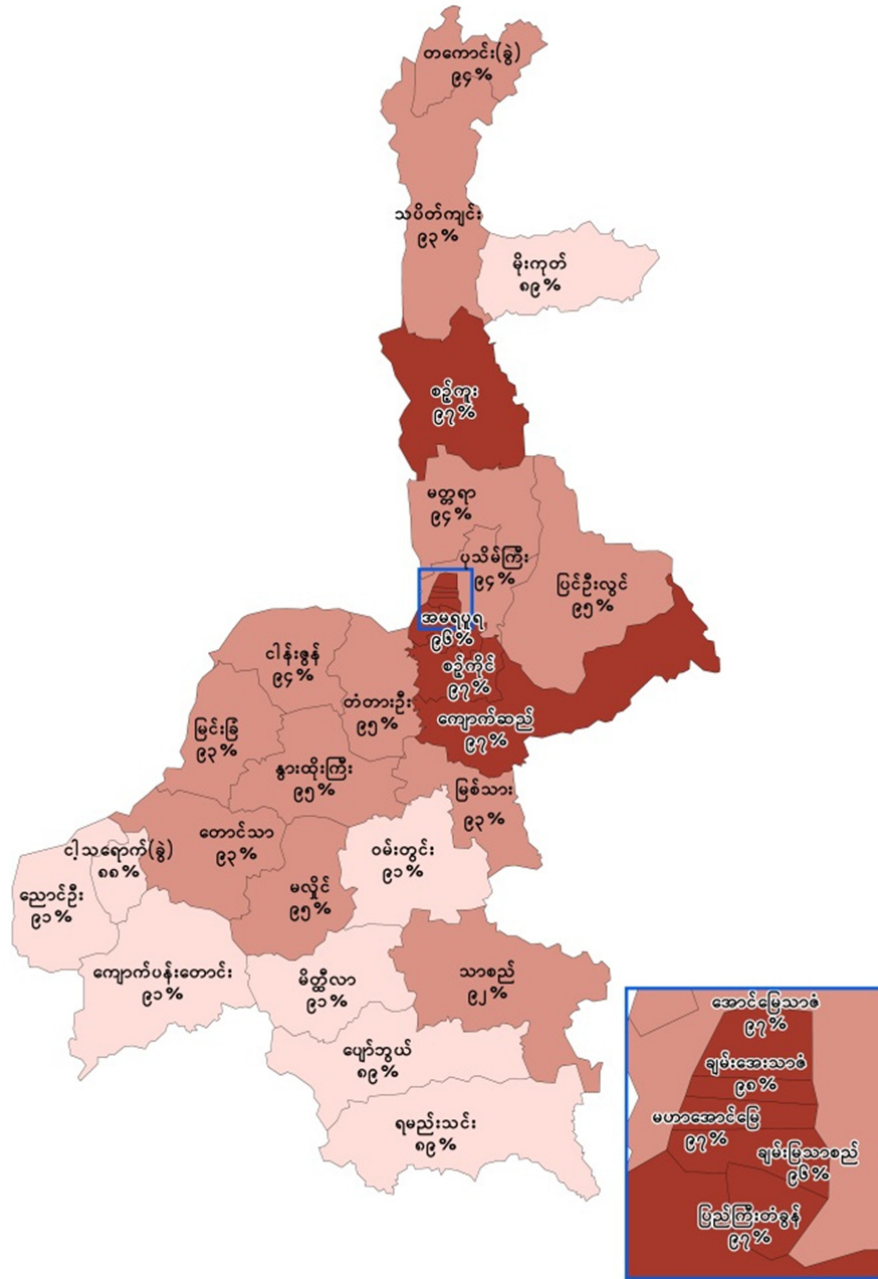 တကောင်း(ခွဲ)
၉၄%
သပိတ်ကျင်း
၉၃%
မိုးကုတ်
၈၉%
စဉ့်ကူး
၉၇%
မတ္တရာ
၉၄%
ပုသိမ်ကြီး
၉၄%
ပြင်ဦးလွင်
၉၅%
အမရပူရ
၉၆%
ငါန်းဇွန်
၉၄%
စဉ့်ကိုင်
၉၇%
တံတားဦး
၉၅%
ကျောက်ဆည်
၉၇%
မြင်းခြံ
၉၃%
နွားထိုးကြီး
၉၅%
မြစ်သား
၉၃%
တောင်သာ
၉၃%
ဝမ်းတွင်း
၉၁%
ငါ့သရောက်(ခွဲ)
၈၈%
ညောင်ဦး
၉၁%
မလှိုင်
၉၅%
ကျောက်ပန်းတောင်း
၉၁%
မိတ္ထီလာ
၉၁%
သာစည်
၉၂%
ပျော်ဘွယ်
၈၉%
ရမည်းသင်း
၈၉%
အောင်မြေသာဇံ
၉၇%
ချမ်းအေးသာဇံ
၉၈%
မဟာအောင်မြေ
၉၇%
ချမ်းမြသာစည်
၉၆%
ပြည်ကြီးတံခွန်
၉၇%